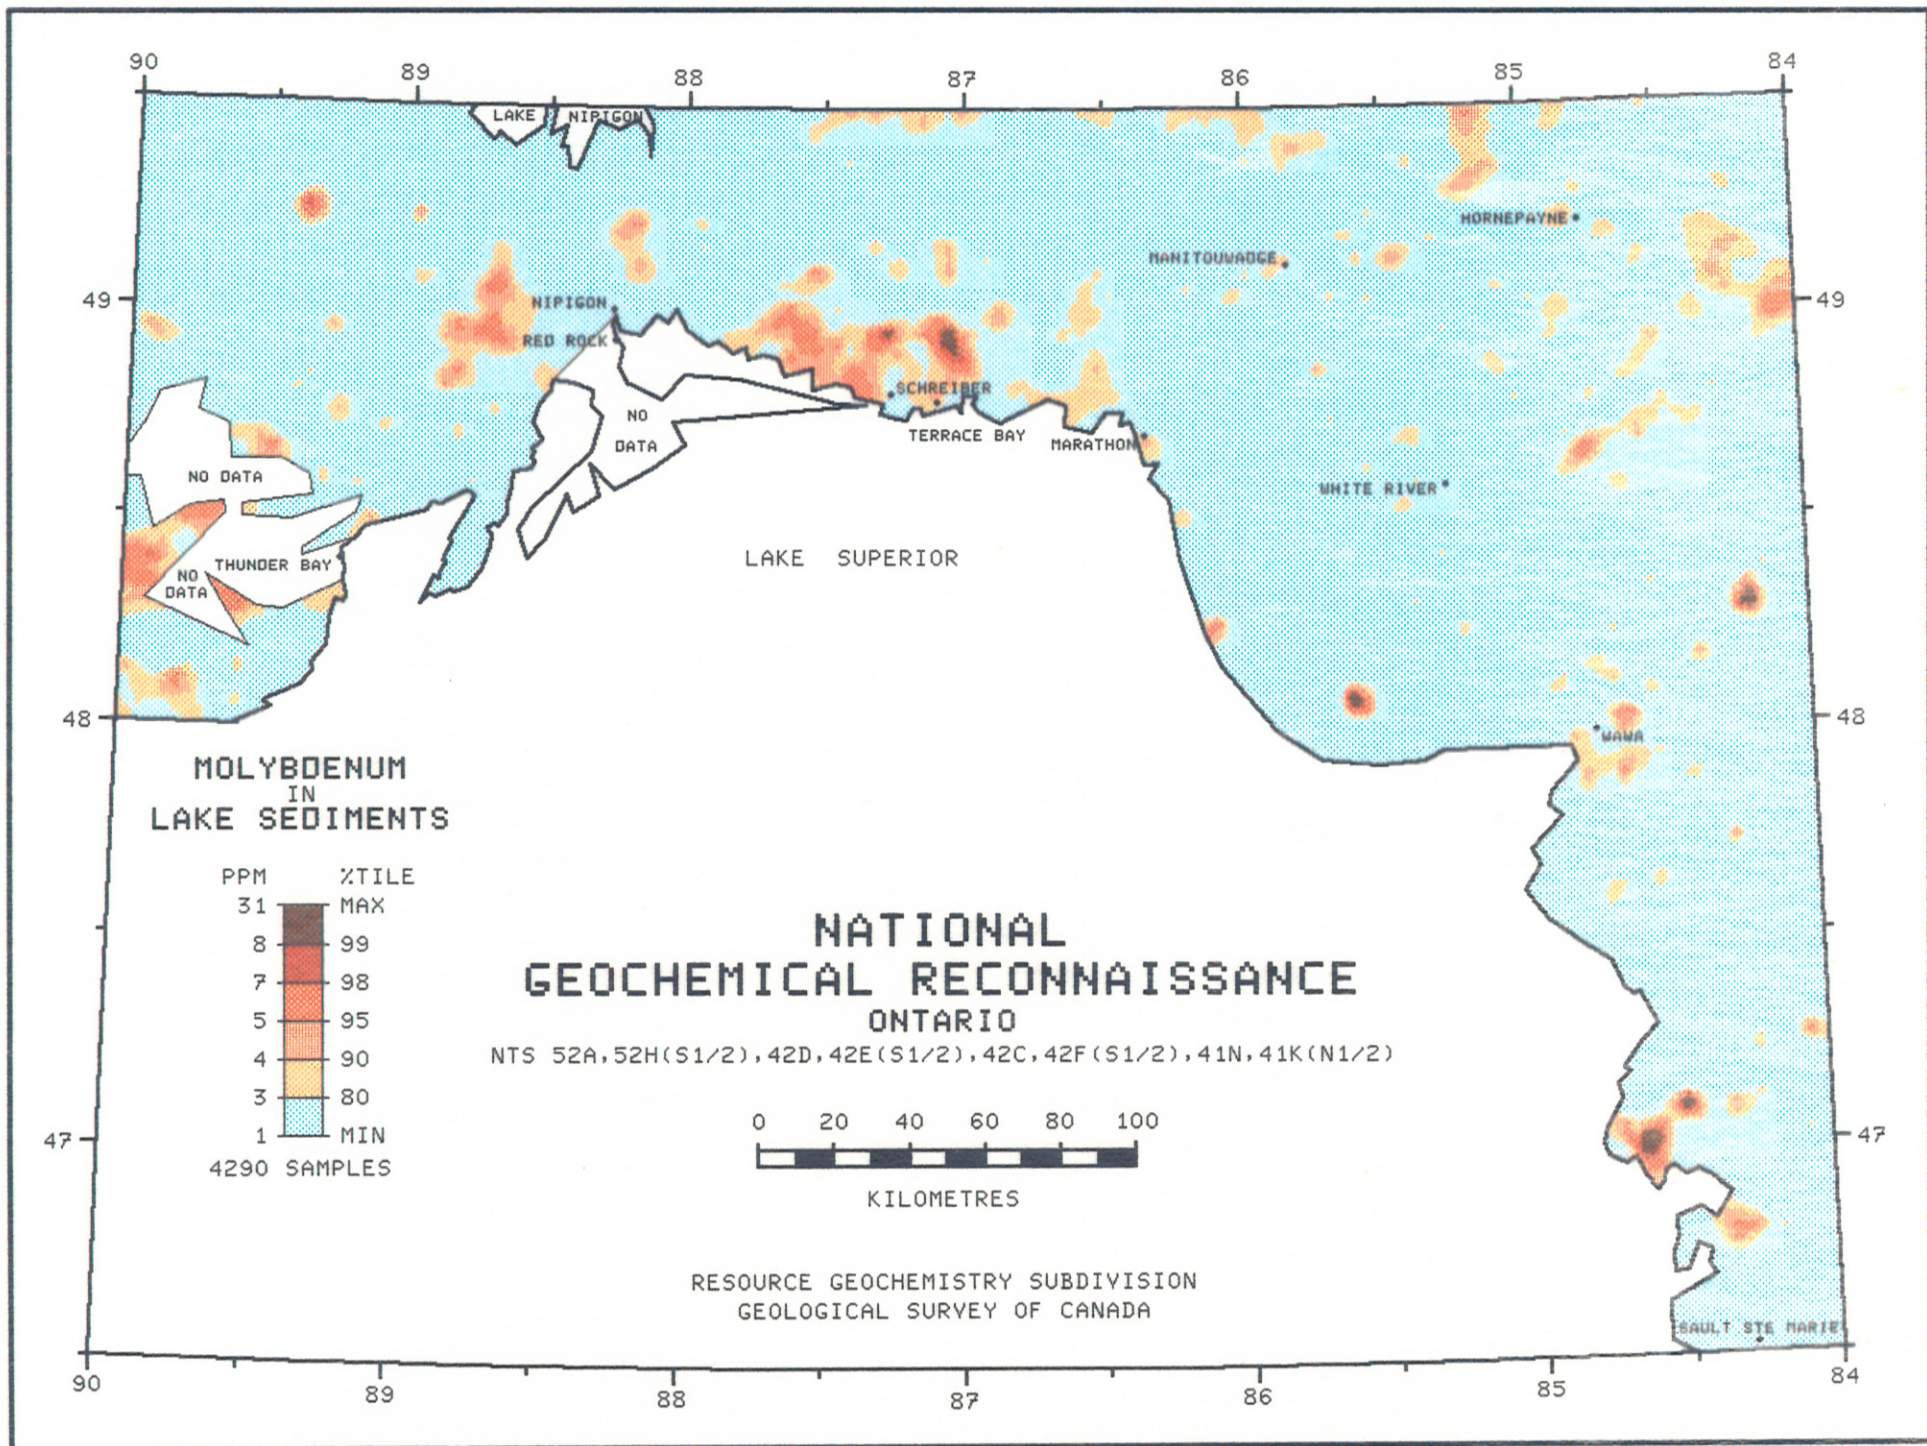 90
89
88
87
86
85
84
LAKE NIPIGON
HORNEPAYNE
MANITOUWADGE
49
NIPIGON
49
RED ROCK
SCHREIBER
NO
DATA
TERRACE BAY
MARATHON
NO DATA
WHITE RIVER
LAKE SUPERIOR
THUNDER BAY
NO
DATA
48
48
WAWA
MOLYBDENUM
IN
LAKE SEDIMENTS
PPM %TILE
31 MAX
8 99
7 98
5 95
4 90
3 80
1 MIN
4290 SAMPLES
NATIONAL
GEOCHEMICAL RECONNAISSANCE
ONTARIO
NTS 52A,52H(S1/2),42D,42E(S1/2),42C,42F(S1/2),41N,41K(N1/2)
0 20 40 60 80 100
KILOMETRES
47
47
RESOURCE GEOCHEMISTRY SUBDIVISION
GEOLOGICAL SURVEY OF CANADA
SAULT STE MARIE
90
89
88
87
86
85
84